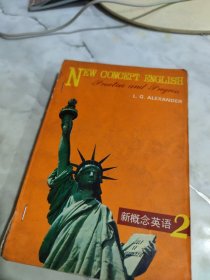 NEW CONCEPT ENGLISH
Practice and Progress
L. G. ALEXANDER
新概念英语 2